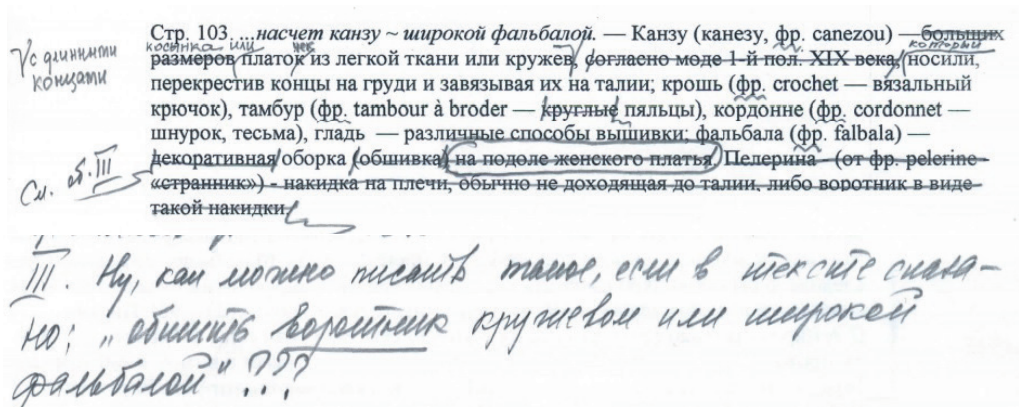 Стр. 103. ...насчет канзу ~ широкой фальбалой. — Канзу (канезу, фр. canezou) — больших
√с длинными концами
косынка или
который
размеров платок из легкой ткани или кружев, согласно моде 1-й пол. XIX века, носили,
перекрестив концы на груди и завязывая их на талии; крошь (фр. crochet — вязальный
крючок), тамбур (фр. tambour à broder — круглые пяльцы), кордонне (фр. cordonnet —
шнурок, тесьма), гладь — различные способы вышивки; фальбала (фр. falbala) —
декоративная оборка (обшивка) на подоле женского платья. Пелерина - (от фр. pelerine -
См. об. III
«странник») - накидка на плечи, обычно не доходящая до талии, либо воротник в виде
такой накидки.
III. Ну, как можно писать такое, если в тексте сказа-
но: „обшить воротник кружевом или широкой
фальбалой"???